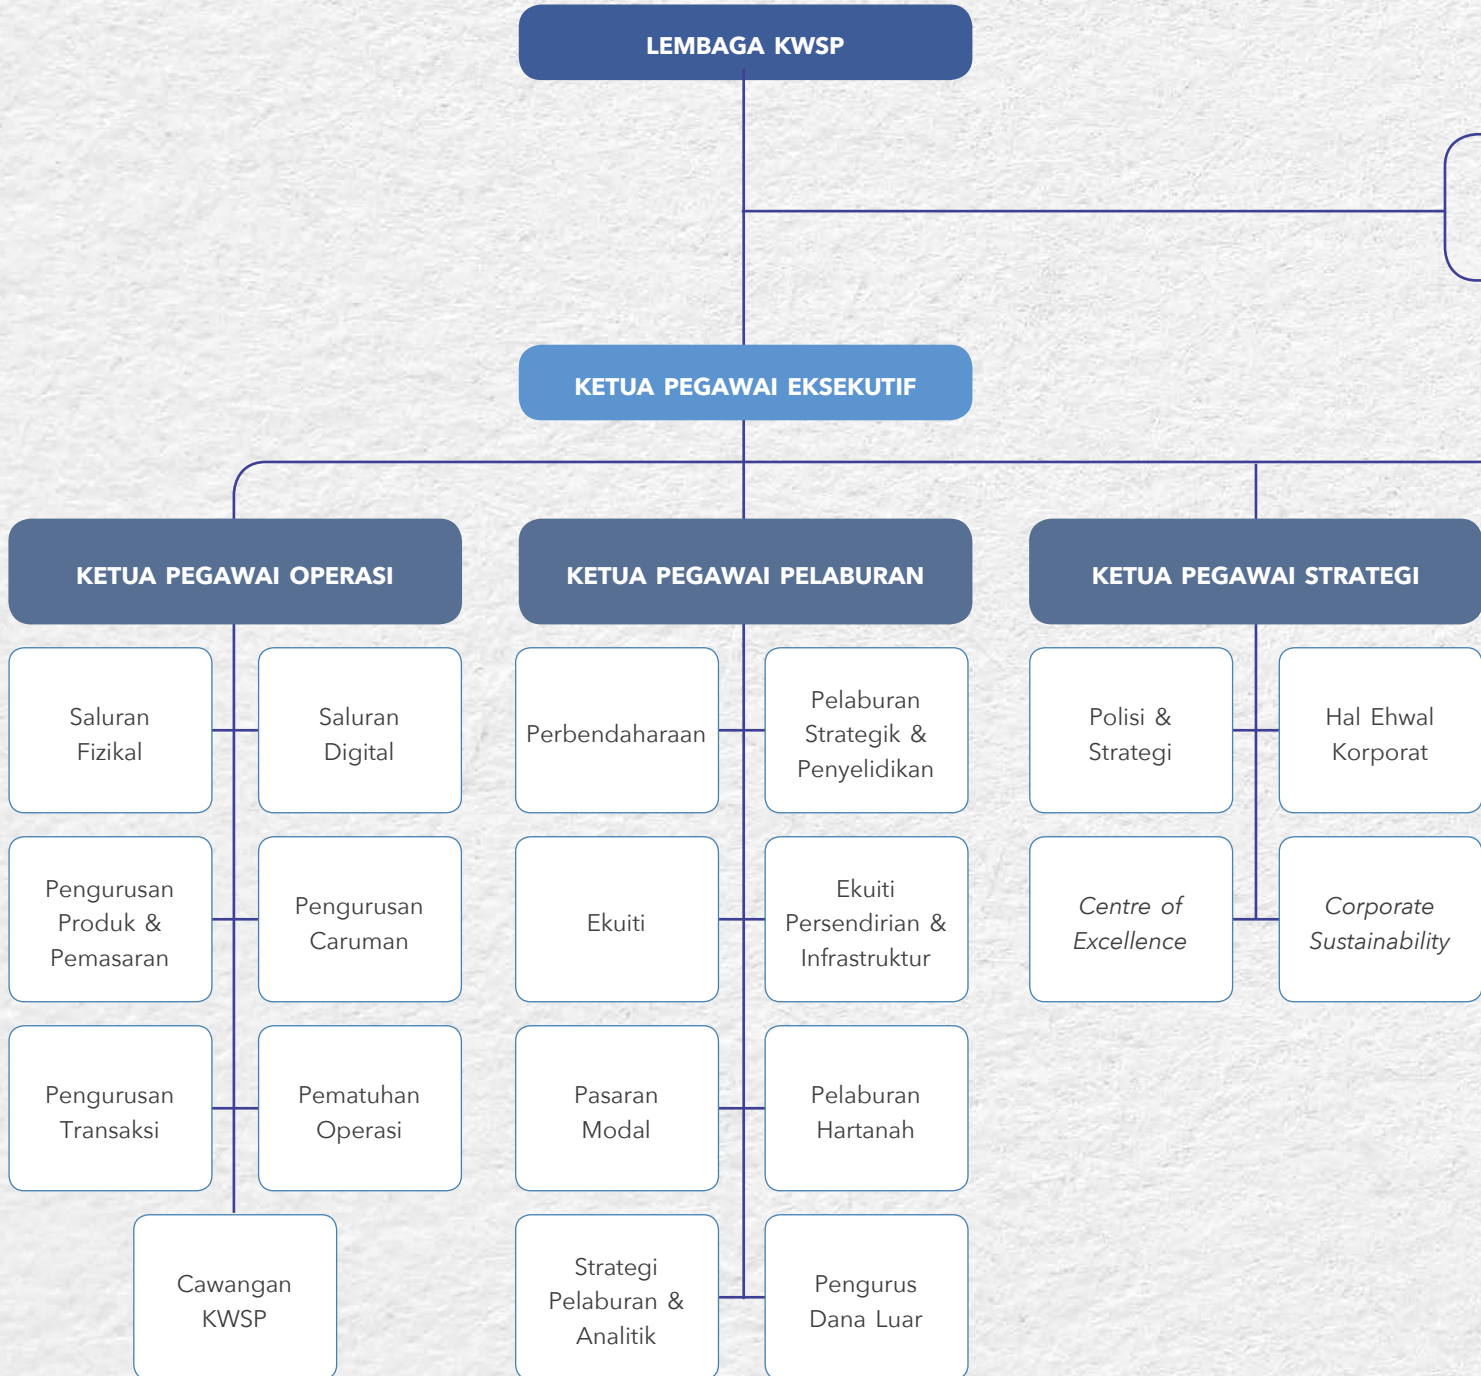 LEMBAGA KWSP
KETUA PEGAWAI EKSEKUTIF
KETUA PEGAWAI OPERASI
Saluran
Fizikal
Saluran
Digital
Pengurusan
Produk &
Pemasaran
Pengurusan
Caruman
Pengurusan
Transaksi
Pematuhan
Operasi
Cawangan
KWSP
KETUA PEGAWAI PELABURAN
Perbendaharaan
Pelaburan
Strategik &
Penyelidikan
Ekuiti
Ekuiti
Persendirian &
Infrastruktur
Pasaran
Modal
Pelaburan
Hartanah
Strategi
Pelaburan &
Analitik
Pengurus
Dana Luar
KETUA PEGAWAI STRATEGI
Polisi &
Strategi
Hal Ehwal
Korporat
Centre of
Excellence
Corporate
Sustainability